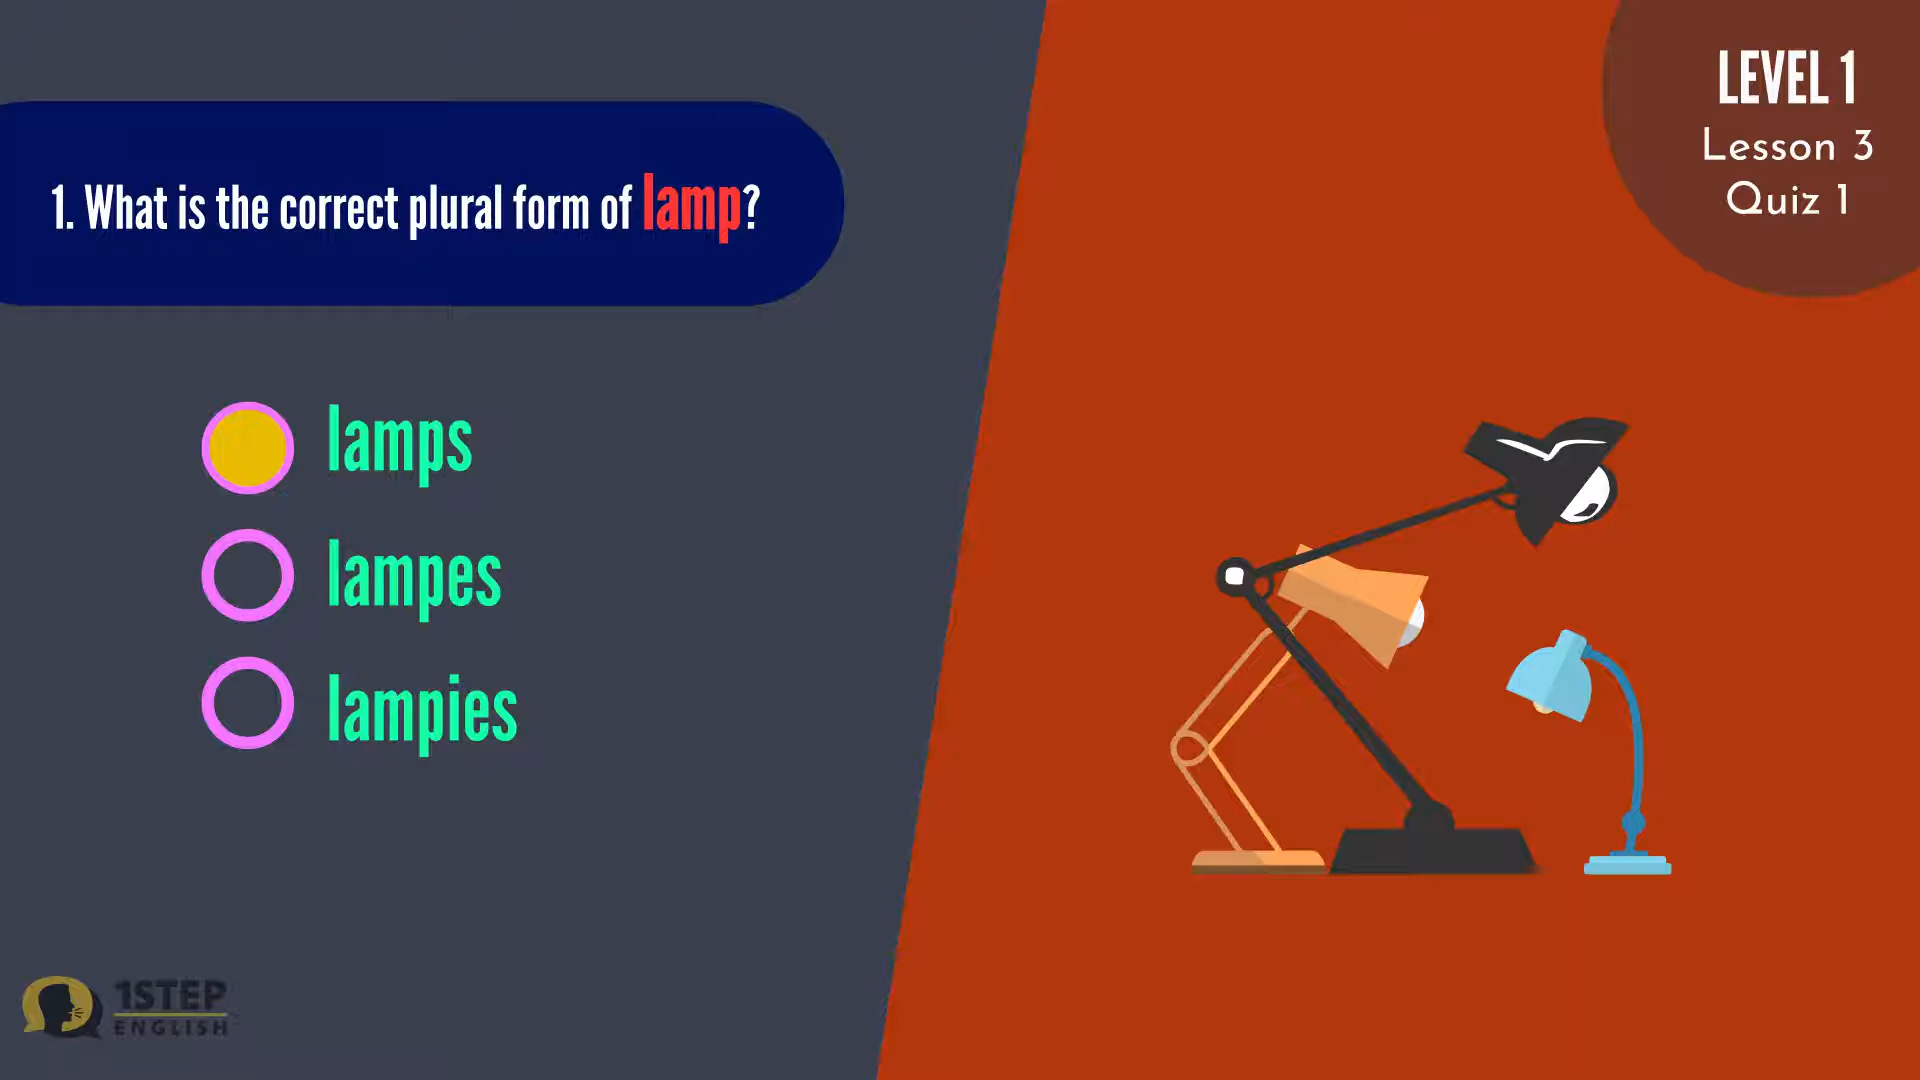 LEVEL 1
Lesson 3
Quiz 1
1. What is the correct plural form of lamp?
lamps
lampes
lampies
1STEP
ENGLISH